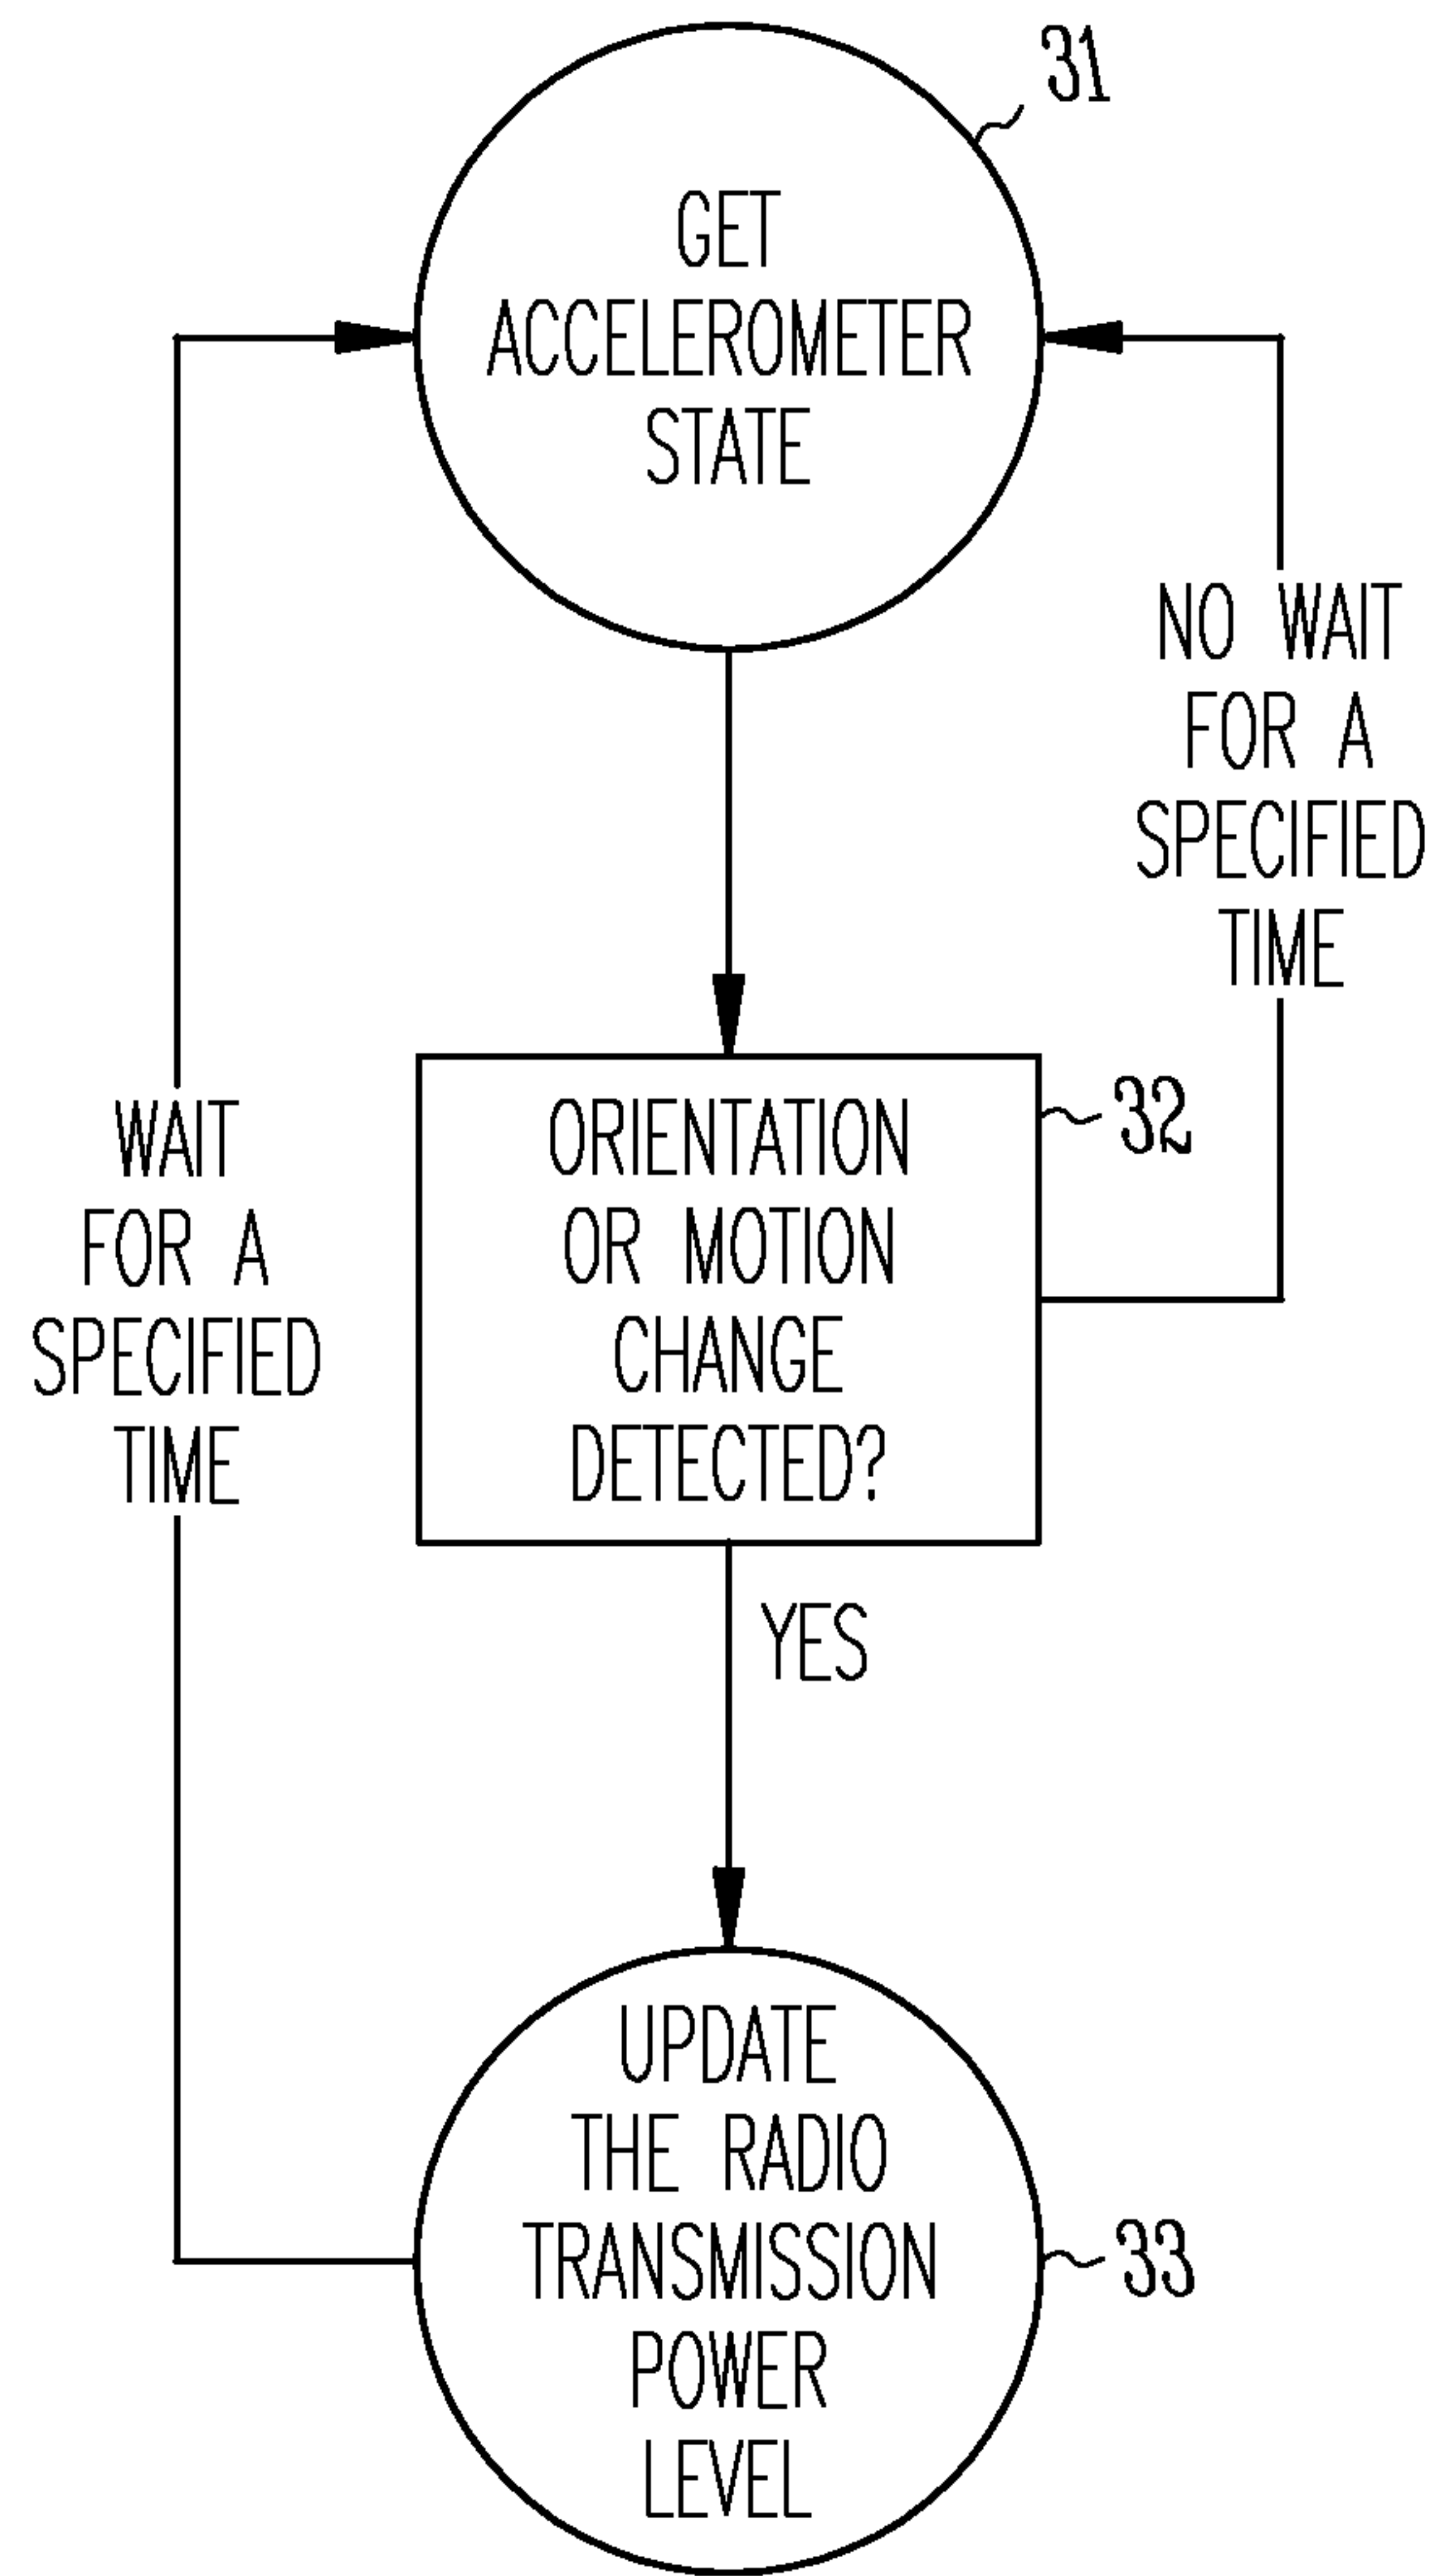 31
GET
ACCELEROMETER
STATE
NO WAIT
FOR A
SPECIFIED
TIME
32
ORIENTATION
OR MOTION
CHANGE
DETECTED?
WAIT
FOR A
SPECIFIED
TIME
YES
UPDATE
THE RADIO
TRANSMISSION
POWER
LEVEL
33